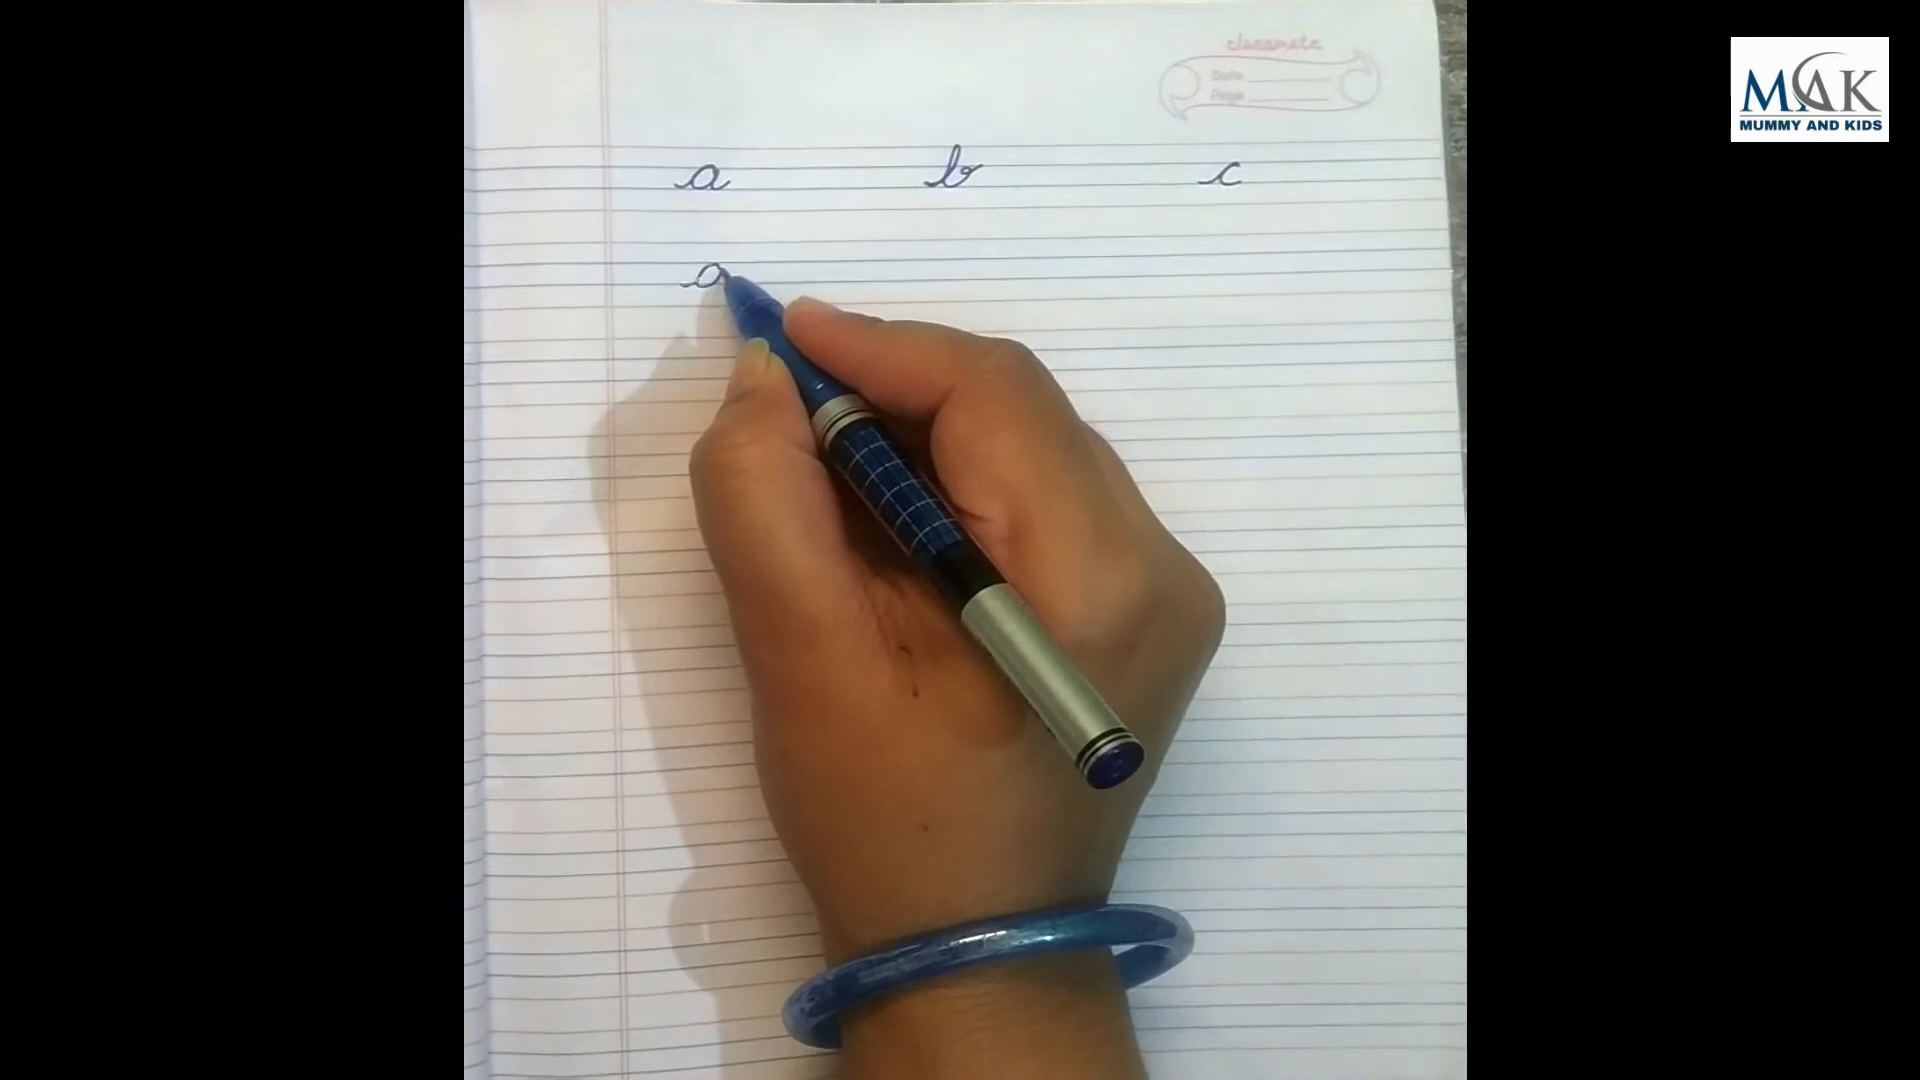 classmate
Date
Page
MAK
MUMMY AND KIDS
a b c
a